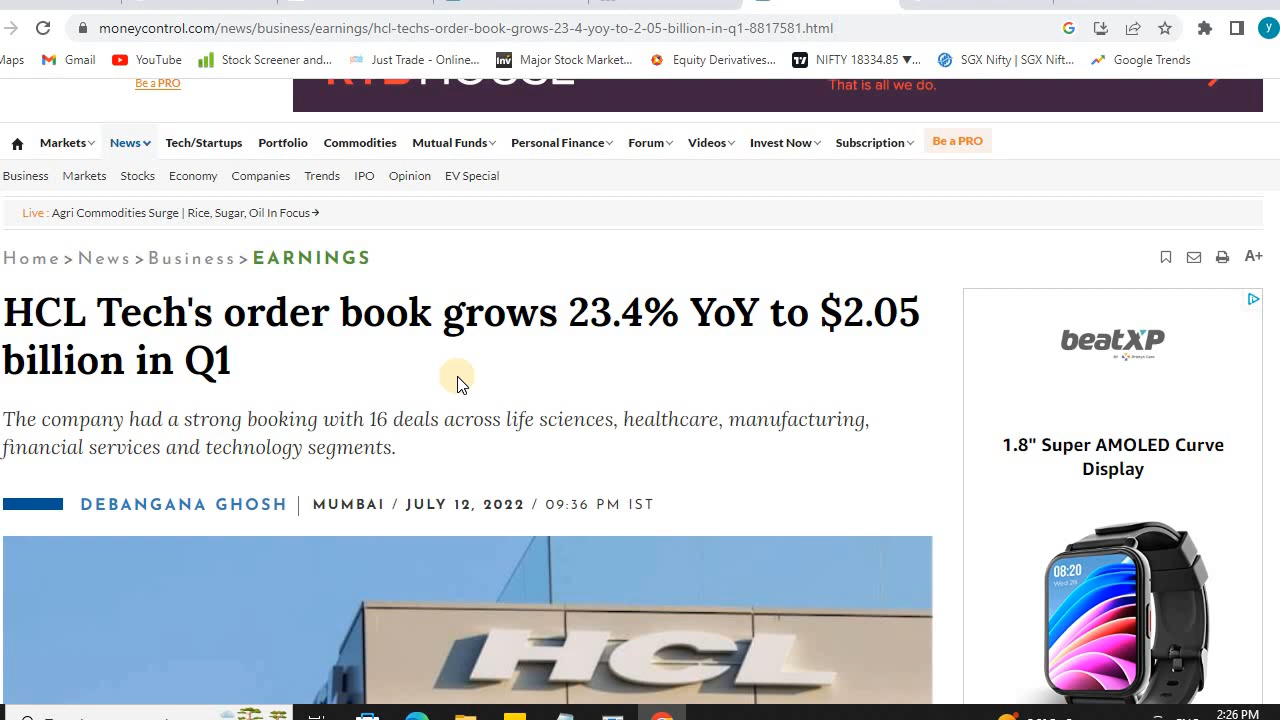 moneycontrol.com/news/business/earnings/hcl-techs-order-book-grows-23-4-yoy-to-2-05-billion-in-q1-8817581.html
y
Maps Gmail YouTube Stock Screener and... Just Trade - Online... Inv Major Stock Market... Equity Derivatives... NIFTY 18334.85 ▼... SGX Nifty | SGX Nift... Google Trends
Be a PRO
That is all we do.
Markets News Tech/Startups Portfolio Commodities Mutual Funds Personal Finance Forum Videos Invest Now Subscription Be a PRO
Business Markets Stocks Economy Companies Trends IPO Opinion EV Special
Live : Agri Commodities Surge | Rice, Sugar, Oil In Focus
Home > News > Business > EARNINGS
A+
HCL Tech's order book grows 23.4% YoY to $2.05
billion in Q1
The company had a strong booking with 16 deals across life sciences, healthcare, manufacturing,
financial services and technology segments.
DEBANGANA GHOSH | MUMBAI / JULY 12, 2022 / 09:36 PM IST
HCL
beatXP
1.8" Super AMOLED Curve
Display
08:20
2:26 PM